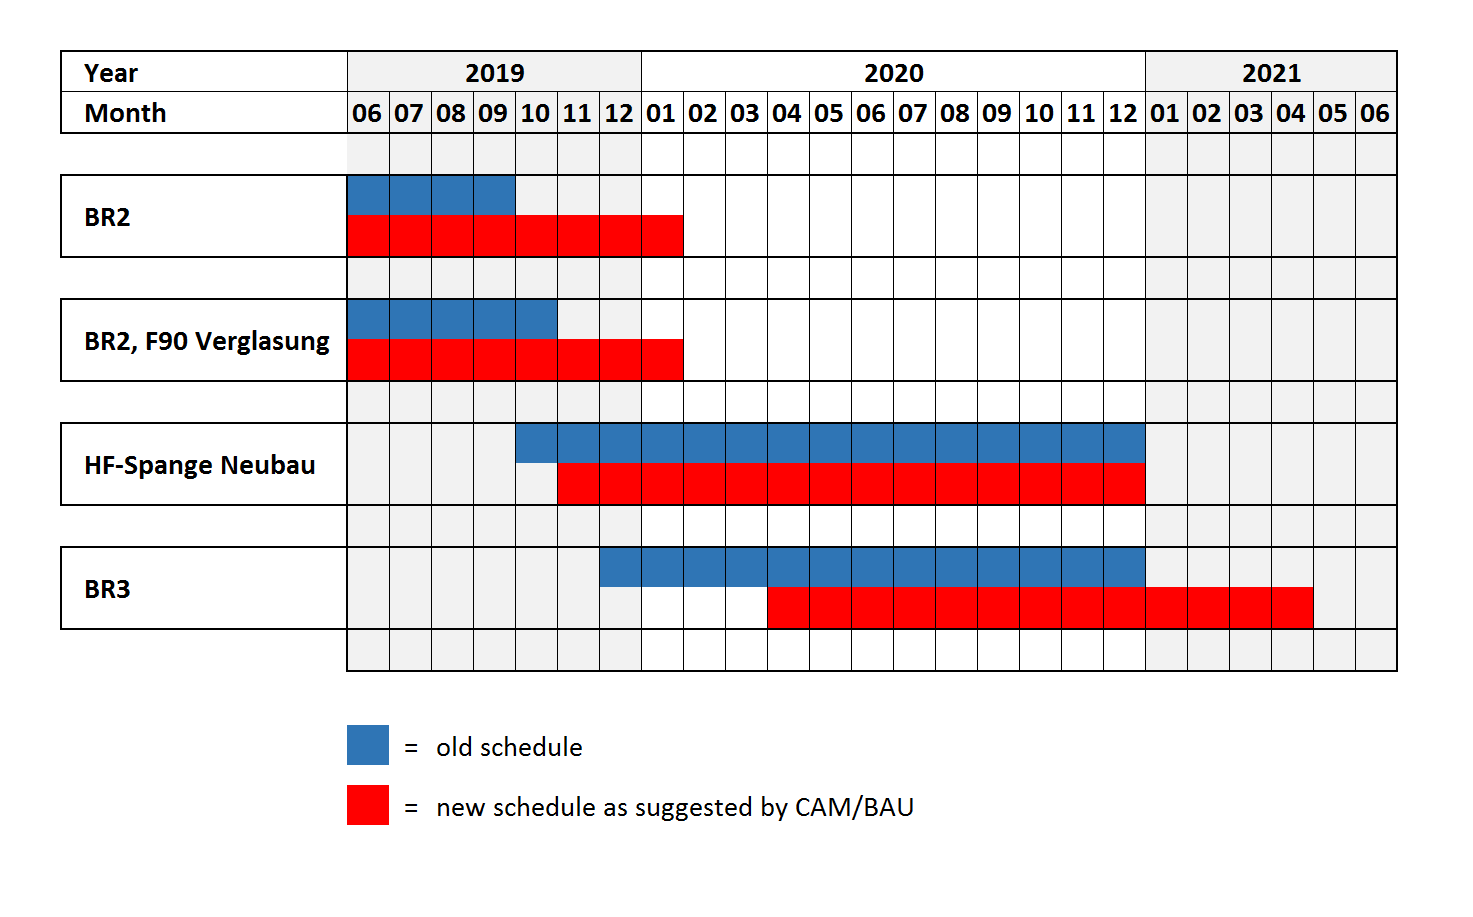 Year 2019 2020 2021
Month 06 07 08 09 10 11 12 01 02 03 04 05 06 07 08 09 10 11 12 01 02 03 04 05 06
BR2
BR2, F90 Verglasung
HF-Spange Neubau
BR3
= old schedule
= new schedule as suggested by CAM/BAU